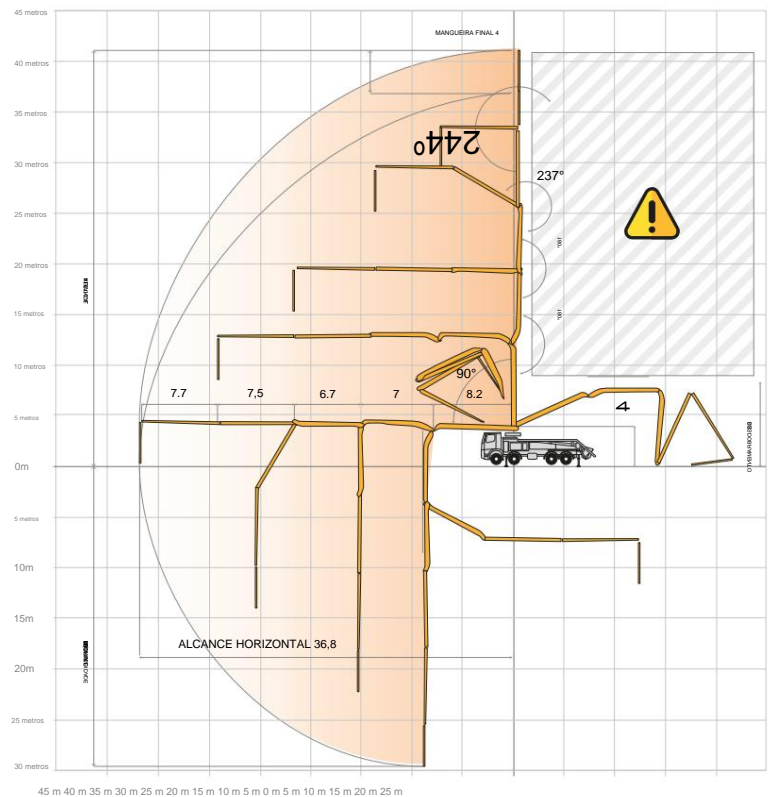 45 metros
MANGUEIRA FINAL 4
40 metros
35 metros
244°
30 metros
237°
25 metros
180°
20 metros
15 metros
180°
10 metros
90°
7.7 7,5 6.7 7 8.2
4
5 metros
0m
5 metros
10m
15m
ALCANCE HORIZONTAL 36,8
20m
25 metros
30 metros
45 m 40 m 35 m 30 m 25 m 20 m 15 m 10 m 5 m 0 m 5 m 10 m 15 m 20 m 25 m